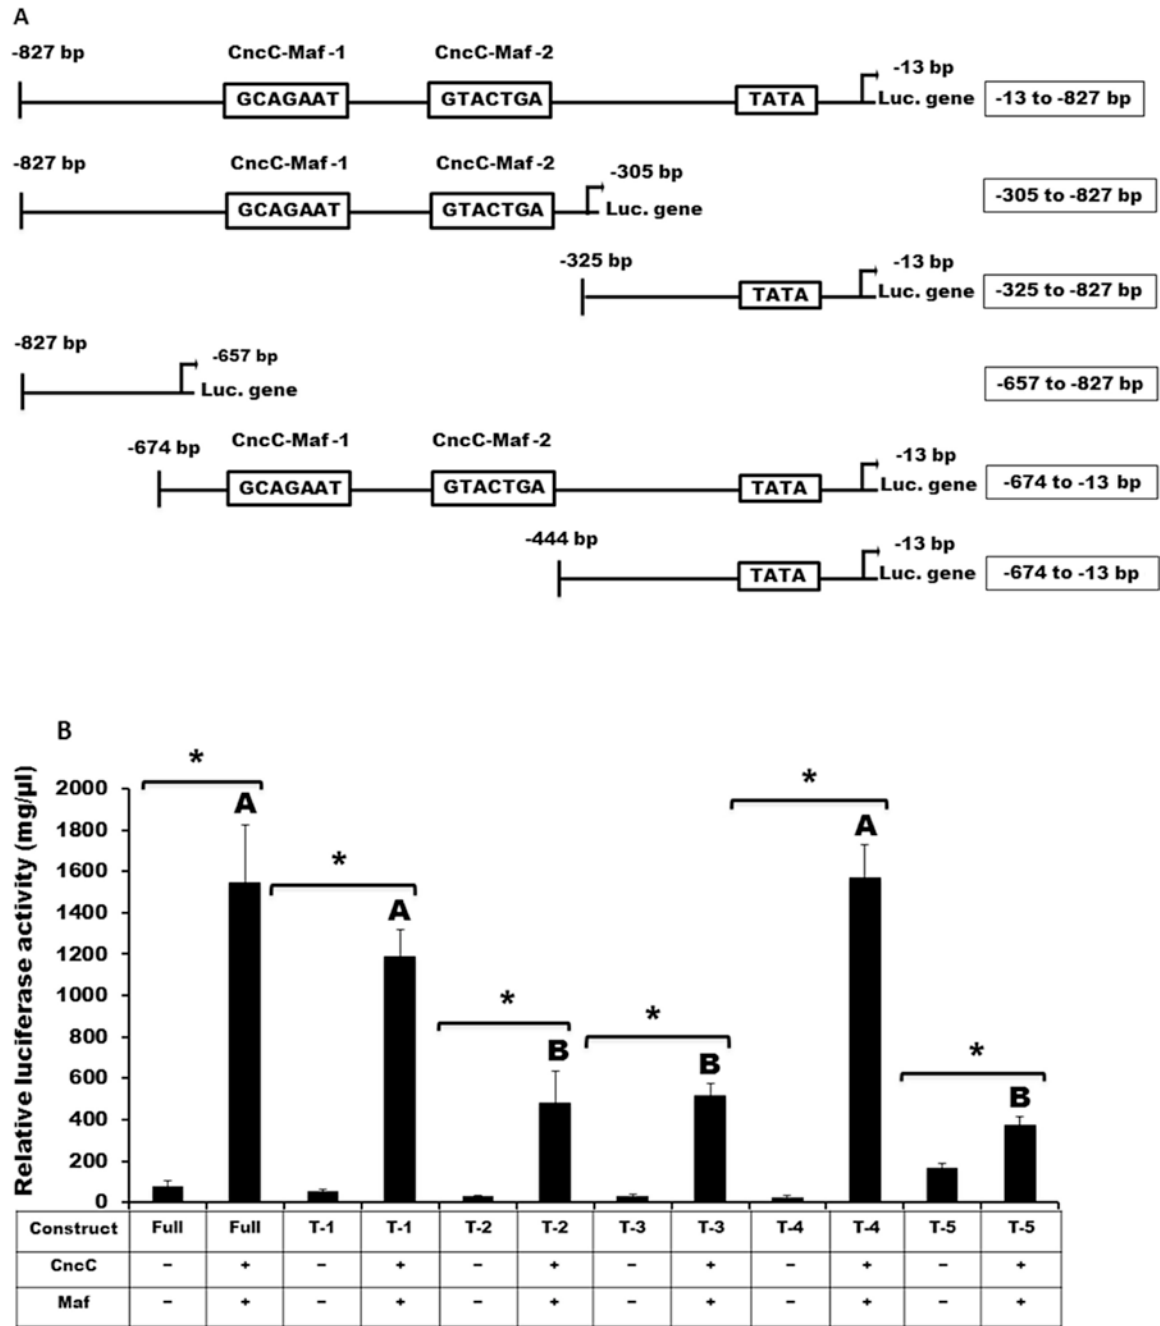 A
-827 bp CncC-Maf-1 CncC-Maf-2 -13 bp
GCAGAAT GTACTGA TATA Luc. gene -13 to -827 bp
-827 bp CncC-Maf-1 CncC-Maf-2 -305 bp
GCAGAAT GTACTGA Luc. gene -305 to -827 bp
-325 bp -13 bp
TATA Luc. gene -325 to -827 bp
-827 bp -657 bp
Luc. gene -657 to -827 bp
-674 bp CncC-Maf-1 CncC-Maf-2 -13 bp
GCAGAAT GTACTGA TATA Luc. gene -674 to -13 bp
-444 bp -13 bp
TATA Luc. gene -674 to -13 bp
B
Relative luciferase activity (mg/µl)
2000
1800
1600
1400
1200
1000
800
600
400
200
0
* A
* A
* B
* B
* A
* B
Construct Full Full T-1 T-1 T-2 T-2 T-3 T-3 T-4 T-4 T-5 T-5
CncC – + – + – + – + – + – +
Maf – + – + – + – + – + – +